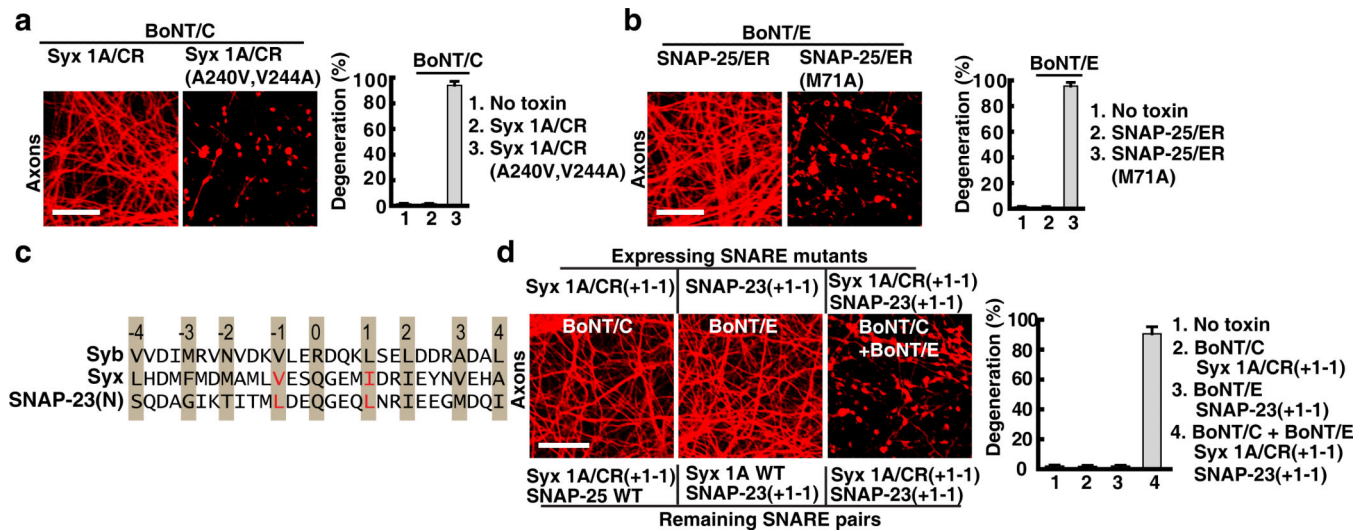 a
BoNT/C
Syx 1A/CR
Syx 1A/CR
(A240V,V244A)
Axons
Degeneration (%)
100
80
60
40
20
0
BoNT/C
1 2 3
1. No toxin
2. Syx 1A/CR
3. Syx 1A/CR
(A240V,V244A)
b
BoNT/E
SNAP-25/ER
SNAP-25/ER
(M71A)
Axons
Degeneration (%)
100
80
60
40
20
0
BoNT/E
1 2 3
1. No toxin
2. SNAP-25/ER
3. SNAP-25/ER
(M71A)
c
-4 -3 -2 -1 0 1 2 3 4
Syb VVDIMRVNVDKVLERDQKLSELDDRADAL
Syx LHDMFMDMAMLVESQGEMIDRIEYNVEHA
SNAP-23(N) SQDAGIKTITMLDEQGEQLNRIEEGMDQI
d
Expressing SNARE mutants
Syx 1A/CR(+1-1)
SNAP-23(+1-1)
Syx 1A/CR(+1-1)
SNAP-23(+1-1)
Axons
BoNT/C
BoNT/E
BoNT/C
+BoNT/E
Syx 1A/CR(+1-1)
SNAP-25 WT
Syx 1A WT
SNAP-23(+1-1)
Syx 1A/CR(+1-1)
SNAP-23(+1-1)
Remaining SNARE pairs
Degeneration (%)
100
80
60
40
20
0
1 2 3 4
1. No toxin
2. BoNT/C
Syx 1A/CR(+1-1)
3. BoNT/E
SNAP-23(+1-1)
4. BoNT/C + BoNT/E
Syx 1A/CR(+1-1)
SNAP-23(+1-1)